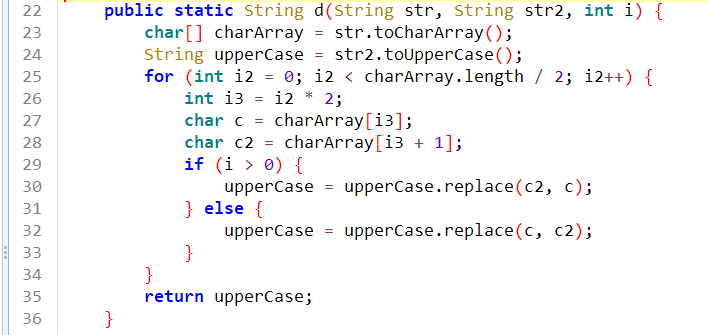 22 public static String d(String str, String str2, int i) {
23 char[] charArray = str.toCharArray();
24 String upperCase = str2.toUpperCase();
25 for (int i2 = 0; i2 < charArray.length / 2; i2++) {
26 int i3 = i2 * 2;
27 char c = charArray[i3];
28 char c2 = charArray[i3 + 1];
29 if (i > 0) {
30 upperCase = upperCase.replace(c2, c);
31 } else {
32 upperCase = upperCase.replace(c, c2);
33 }
34 }
35 return upperCase;
36 }